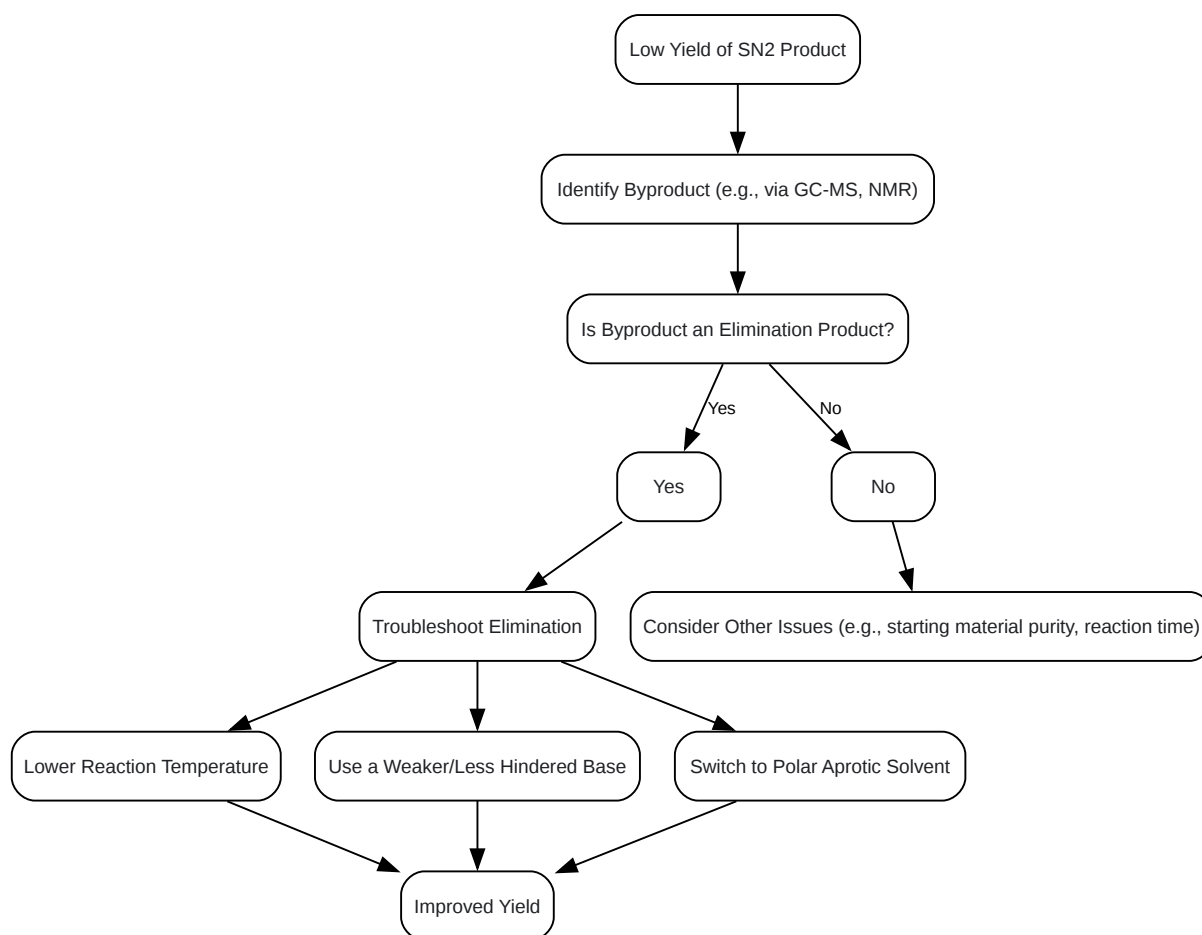 Low Yield of SN2 Product
Identify Byproduct (e.g., via GC-MS, NMR)
Is Byproduct an Elimination Product?
Yes
No
Yes
No
Troubleshoot Elimination
Consider Other Issues (e.g., starting material purity, reaction time)
Lower Reaction Temperature
Use a Weaker/Less Hindered Base
Switch to Polar Aprotic Solvent
Improved Yield